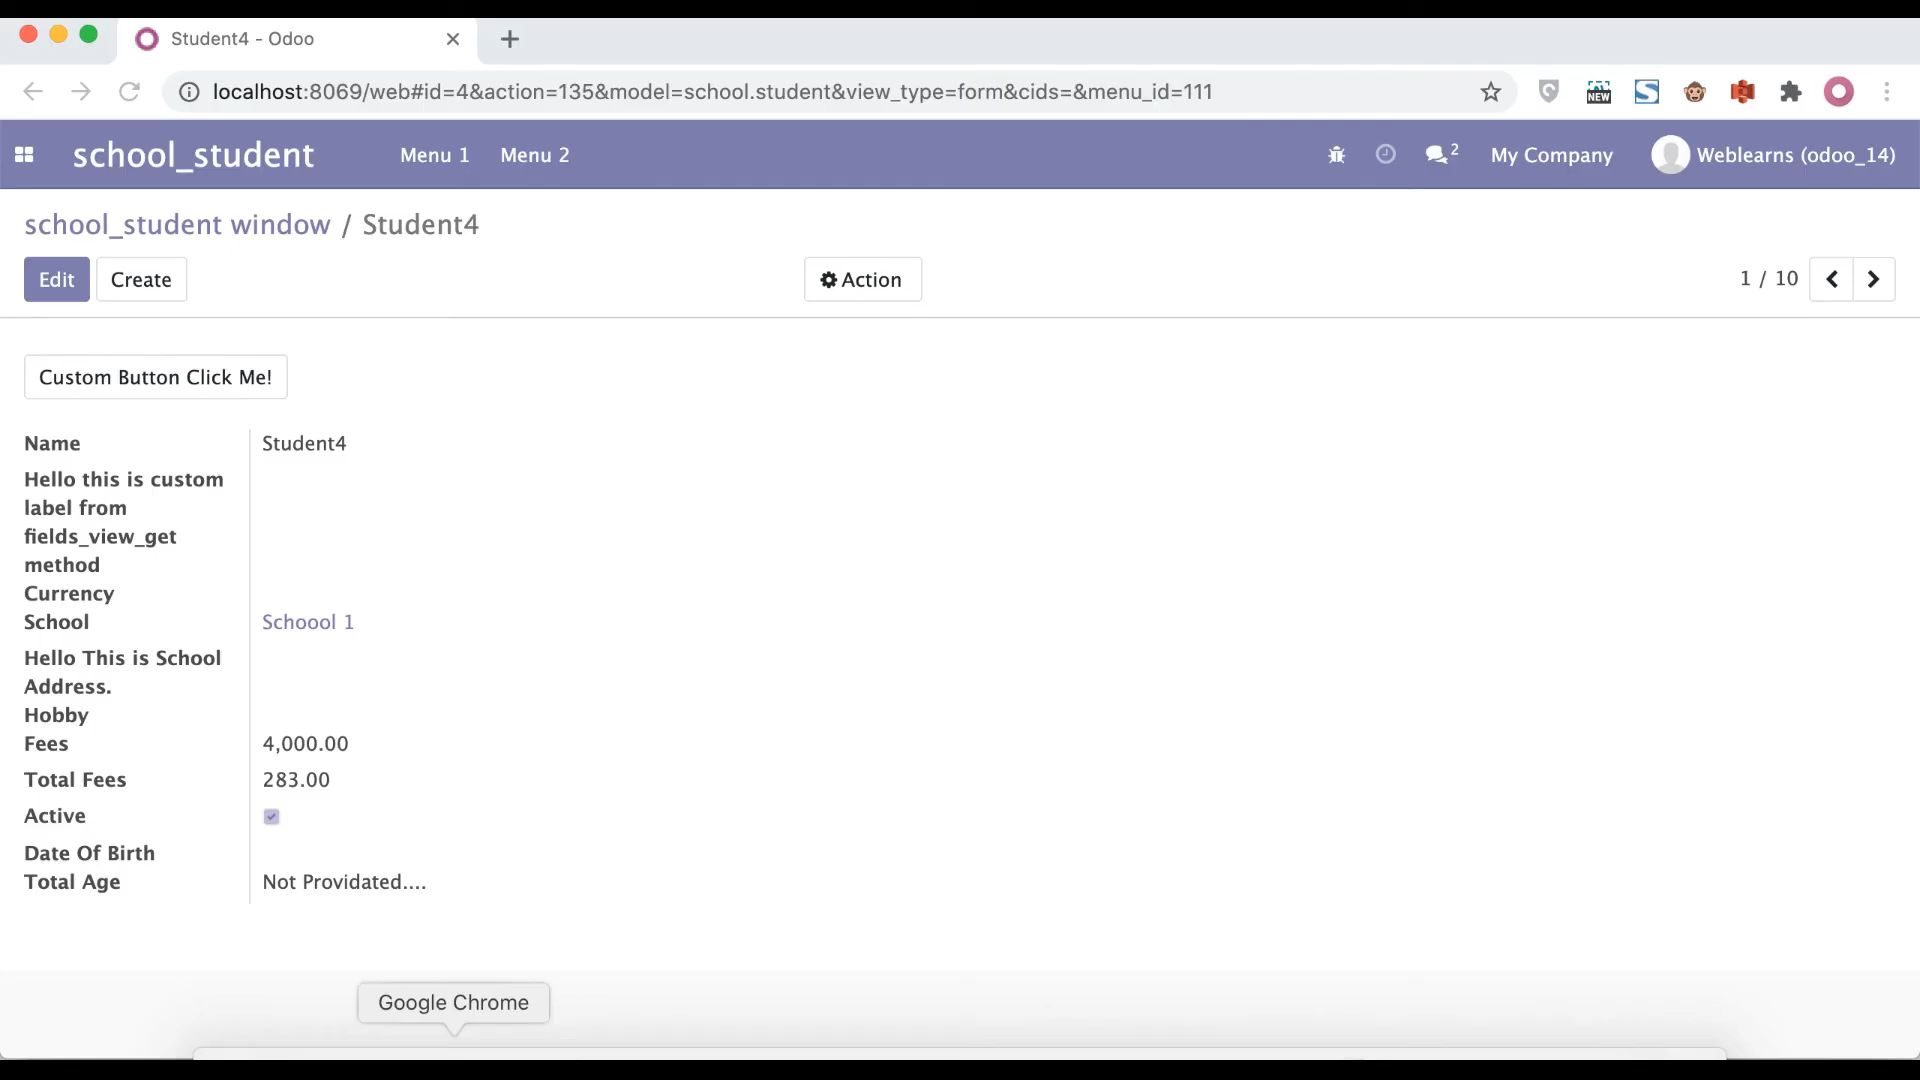 Student4 - Odoo
localhost:8069/web#id=4&action=135&model=school.student&view_type=form&cids=&menu_id=111
NEW
school_student Menu 1 Menu 2 2 My Company Weblearns (odoo_14)
school_student window / Student4
Edit Create Action 1 / 10
Custom Button Click Me!
Name Student4
Hello this is custom
label from
fields_view_get
method
Currency
School Schoool 1
Hello This is School
Address.
Hobby
Fees 4,000.00
Total Fees 283.00
Active
Date Of Birth
Total Age Not Providated....
Google Chrome